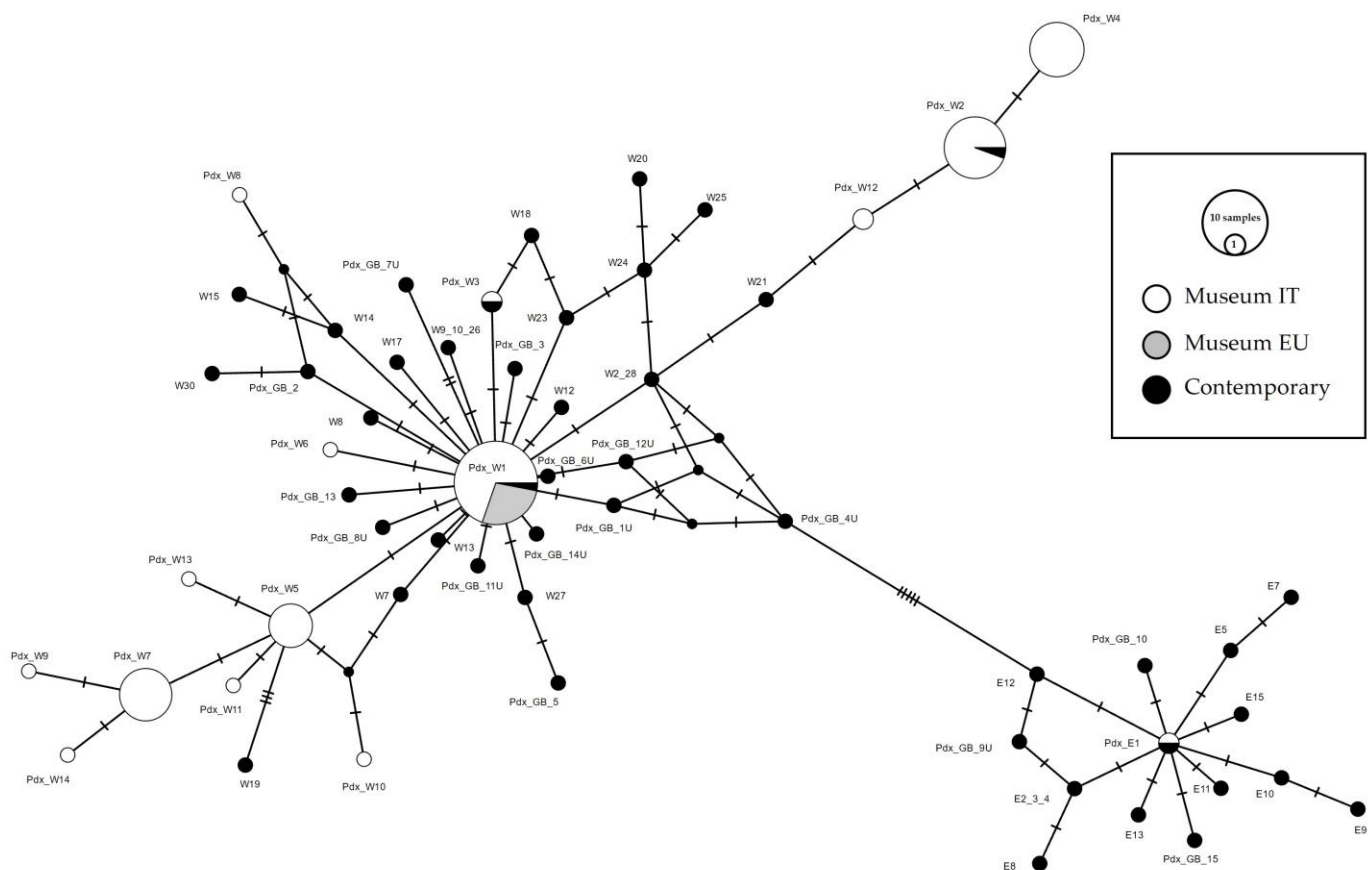 Pdx_W4
Pdx_W2
10 samples
1
Museum IT
Museum EU
Contemporary
W20
Pdx_W12
W25
Pdx_W8
W18
Pdx_GB_7U
Pdx_W3
W24
W21
W15
W14
W23
W9_10_26
W17
Pdx_GB_3
W30
Pdx_GB_2
W12
W2_28
W8
Pdx_W6
Pdx_W1
Pdx_GB_6U
Pdx_GB_12U
Pdx_GB_13
Pdx_GB_8U
W13
Pdx_GB_14U
Pdx_GB_1U
Pdx_GB_4U
Pdx_GB_11U
Pdx_W13
Pdx_W5
W7
W27
E7
Pdx_W9
Pdx_W7
E5
Pdx_GB_10
E12
E15
Pdx_W11
Pdx_GB_5
Pdx_GB_9U
Pdx_E1
Pdx_W14
W19
Pdx_W10
E2_3_4
E11
E10
E13
E9
E8
Pdx_GB_15